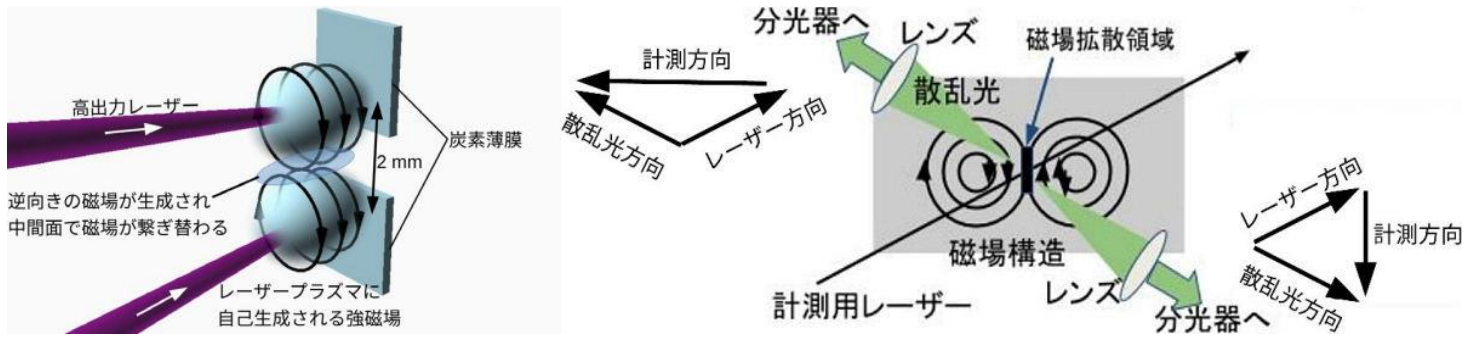 高出力レーザー
炭素薄膜
2 mm
逆向きの磁場が生成され
中間面で磁場が繋ぎ替わる
レーザープラズマに
自己生成される強磁場
計測方向
散乱光方向
レーザー方向
分光器へ
レンズ
磁場拡散領域
散乱光
磁場構造
計測用レーザー
レンズ
分光器へ
レーザー方向
計測方向
散乱光方向